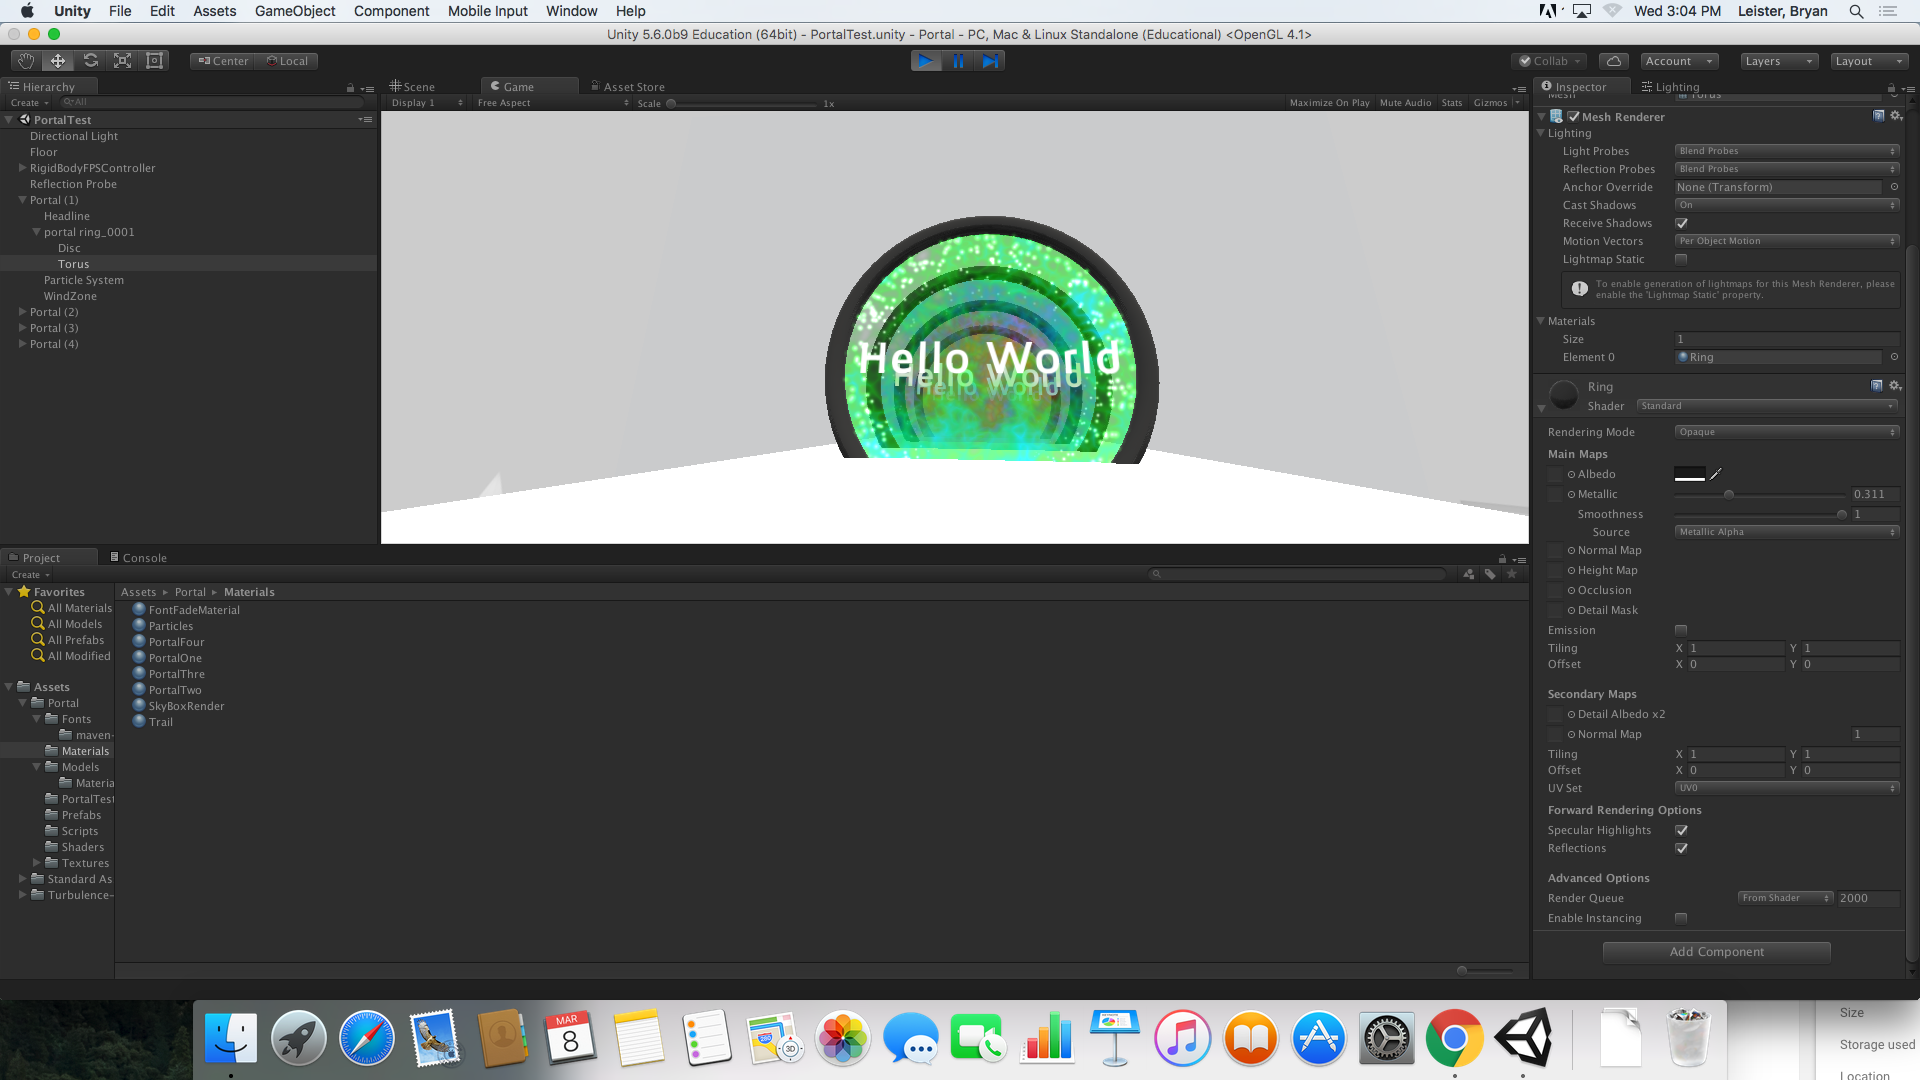 Unity File Edit Assets GameObject Component Mobile Input Window Help Wed 3:04 PM Leister, Bryan
Unity 5.6.0b9 Education (64bit) - PortalTest.unity - Portal - PC, Mac & Linux Standalone (Educational) <OpenGL 4.1>
Center Local Collab Account Layers Layout
Hierarchy Scene Game Asset Store Inspector Lighting
Create All Display 1 Free Aspect Scale 1x Maximize On Play Mute Audio Stats Gizmos
PortalTest
Directional Light
Floor
RigidBodyFPSController
Reflection Probe
Portal (1)
Headline
portal ring_0001
Disc
Torus
Particle System
WindZone
Portal (2)
Portal (3)
Portal (4)
Hello World
Hello World
Hello World
Mesh Torus
Mesh Renderer
Lighting
Light Probes Blend Probes
Reflection Probes Blend Probes
Anchor Override None (Transform)
Cast Shadows On
Receive Shadows
Motion Vectors Per Object Motion
Lightmap Static
To enable generation of lightmaps for this Mesh Renderer, please
enable the 'Lightmap Static' property.
Materials
Size 1
Element 0 Ring
Ring
Shader Standard
Rendering Mode Opaque
Main Maps
Albedo
Metallic 0.311
Smoothness 1
Source Metallic Alpha
Normal Map
Height Map
Occlusion
Detail Mask
Emission
Tiling X 1 Y 1
Offset X 0 Y 0
Secondary Maps
Detail Albedo x2
Normal Map 1
Tiling X 1 Y 1
Offset X 0 Y 0
UV Set UV0
Forward Rendering Options
Specular Highlights
Reflections
Advanced Options
Render Queue From Shader 2000
Enable Instancing
Add Component
Project Console
Create
Favorites
All Materials
All Models
All Prefabs
All Modified
Assets
Portal
Fonts
maven-
Materials
Models
Materia
PortalTest
Prefabs
Scripts
Shaders
Textures
Standard As
Turbulence-
Assets Portal Materials
FontFadeMaterial
Particles
PortalFour
PortalOne
PortalThre
PortalTwo
SkyBoxRender
Trail
MAR
8
280
3D
Size
Storage used
Location